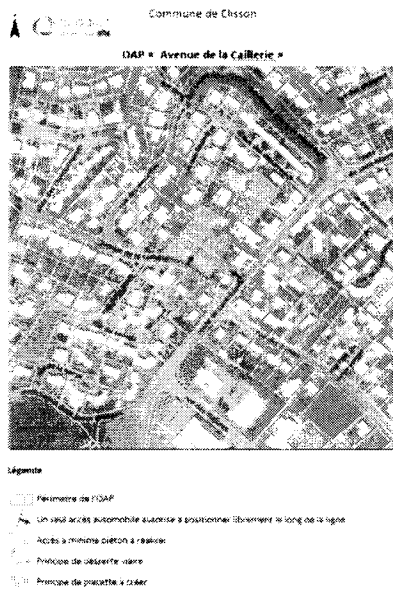 Commune de Clisson
OAP « Avenue de la Caillerie »
Légende
Périmètre de l'OAP
Un seul accès automobile autorisé à positionner librement le long de la ligne
Accès à minima piéton à réaliser
Principe de desserte viaire
Principe de placette à créer